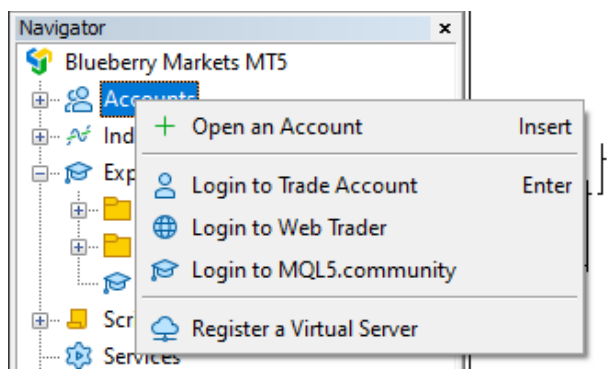 Navigator x
Blueberry Markets MT5
Accounts
Ind
Exp
Scr
Services
Open an Account Insert
Login to Trade Account Enter
Login to Web Trader
Login to MQL5.community
Register a Virtual Server